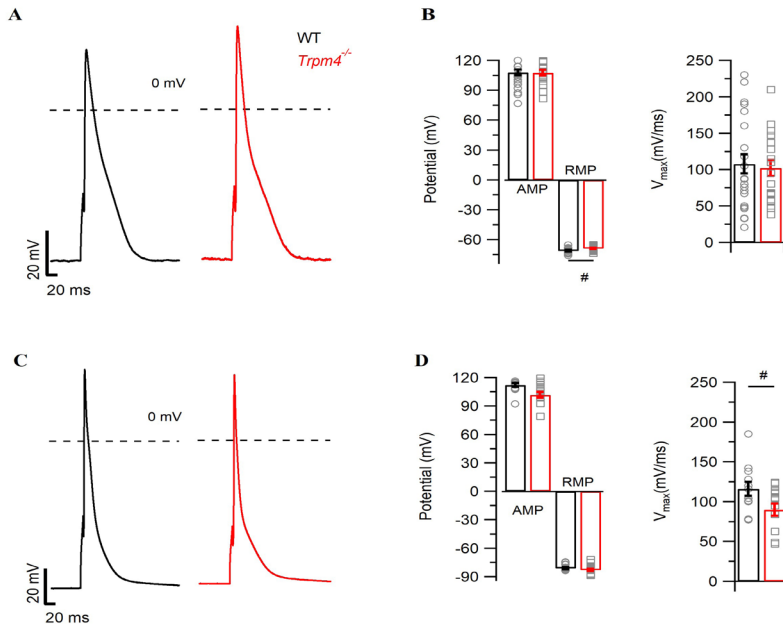 A
WT
Trpm4-/-
0 mV
20 mV
20 ms
B
Potential (mV)
120
90
60
30
0
-30
-60
AMP
RMP
#
Vmax(mV/ms)
250
200
150
100
50
0
C
0 mV
20 mV
20 ms
D
Potential (mV)
120
90
60
30
0
-30
-60
-90
AMP
RMP
#
Vmax(mV/ms)
250
200
150
100
50
0